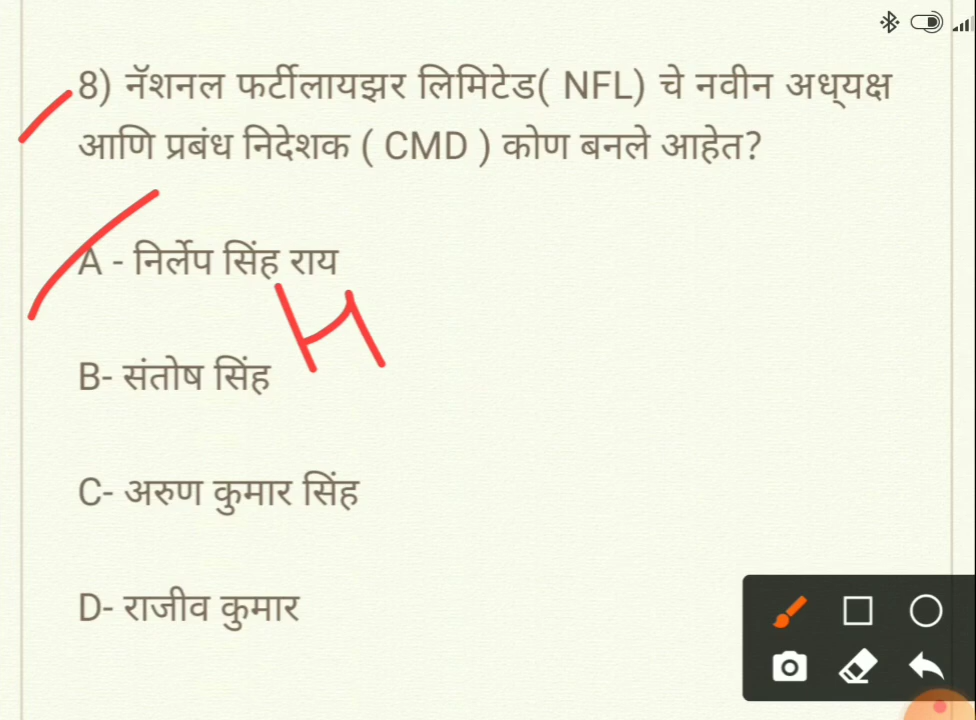 8) नॅशनल फर्टीलायझर लिमिटेड( NFL) चे नवीन अध्यक्ष
आणि प्रबंध निदेशक ( CMD ) कोण बनले आहेत?
A - निर्लेप सिंह राय
B- संतोष सिंह
C- अरुण कुमार सिंह
D- राजीव कुमार